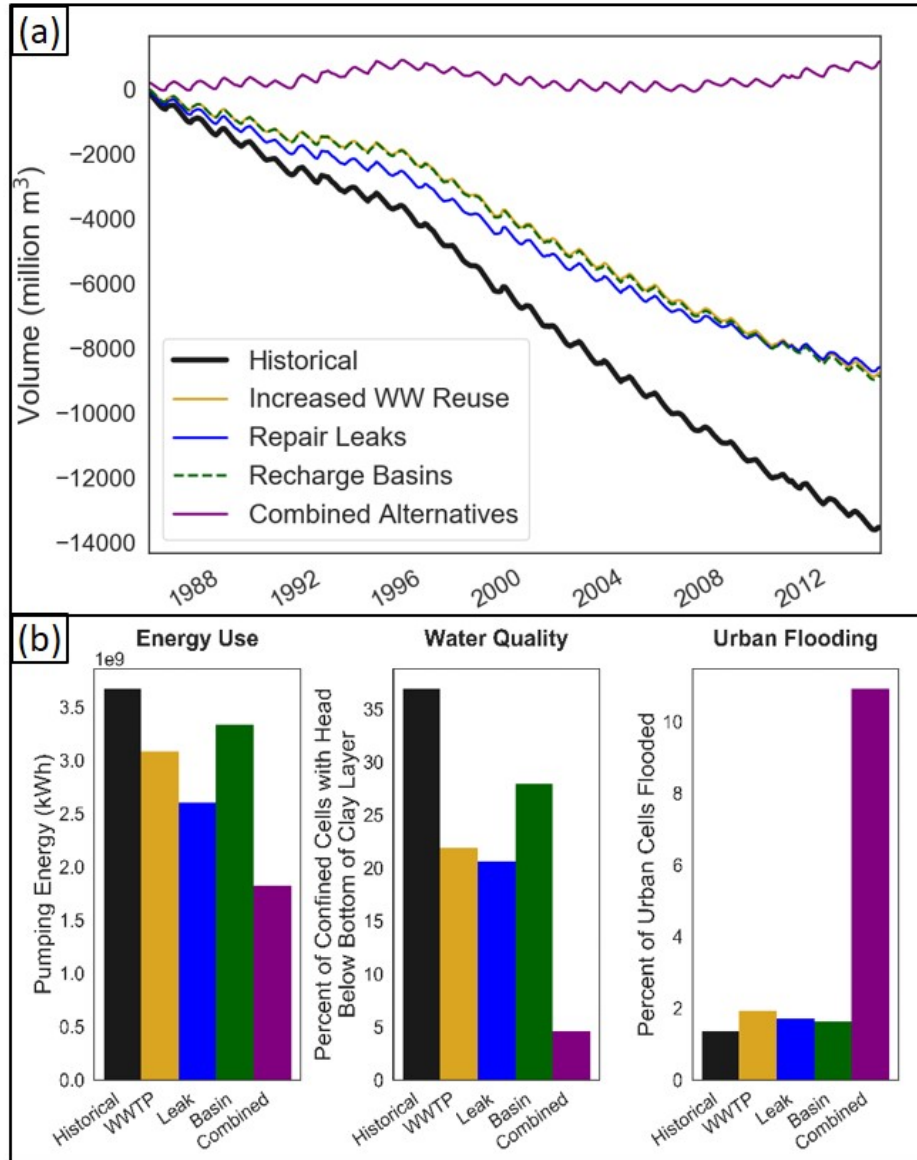 (a)
Volume (million m³)
0
−2000
−4000
−6000
−8000
−10000
−12000
−14000
Historical
Increased WW Reuse
Repair Leaks
Recharge Basins
Combined Alternatives
1988
1992
1996
2000
2004
2008
2012
(b)
Energy Use
1e9
Pumping Energy (kWh)
3.5
3.0
2.5
2.0
1.5
1.0
0.5
0.0
Historical
WWTP
Leak
Basin
Combined
Water Quality
Percent of Confined Cells with Head
Below Bottom of Clay Layer
35
30
25
20
15
10
5
0
Historical
WWTP
Leak
Basin
Combined
Urban Flooding
Percent of Urban Cells Flooded
10
8
6
4
2
0
Historical
WWTP
Leak
Basin
Combined